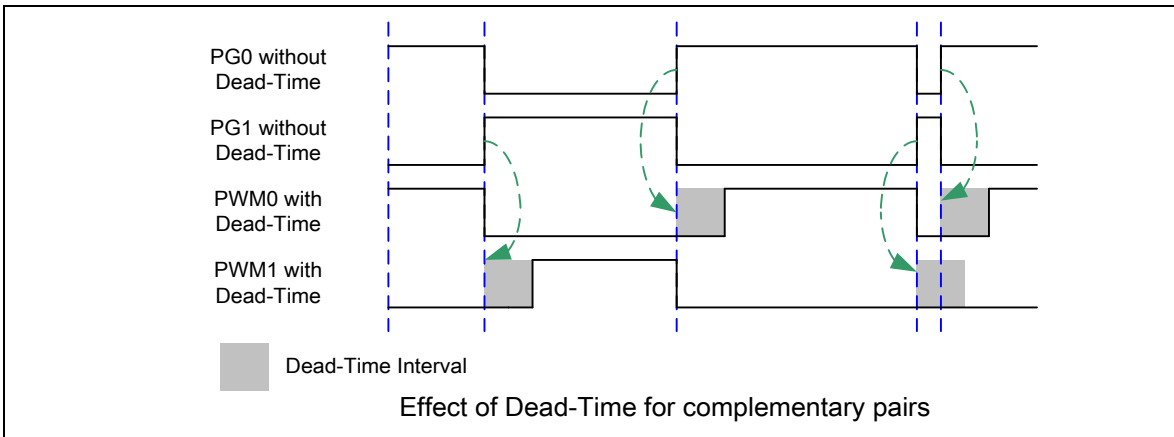 PG0 without
Dead-Time
PG1 without
Dead-Time
PWM0 with
Dead-Time
PWM1 with
Dead-Time
Dead-Time Interval
Effect of Dead-Time for complementary pairs